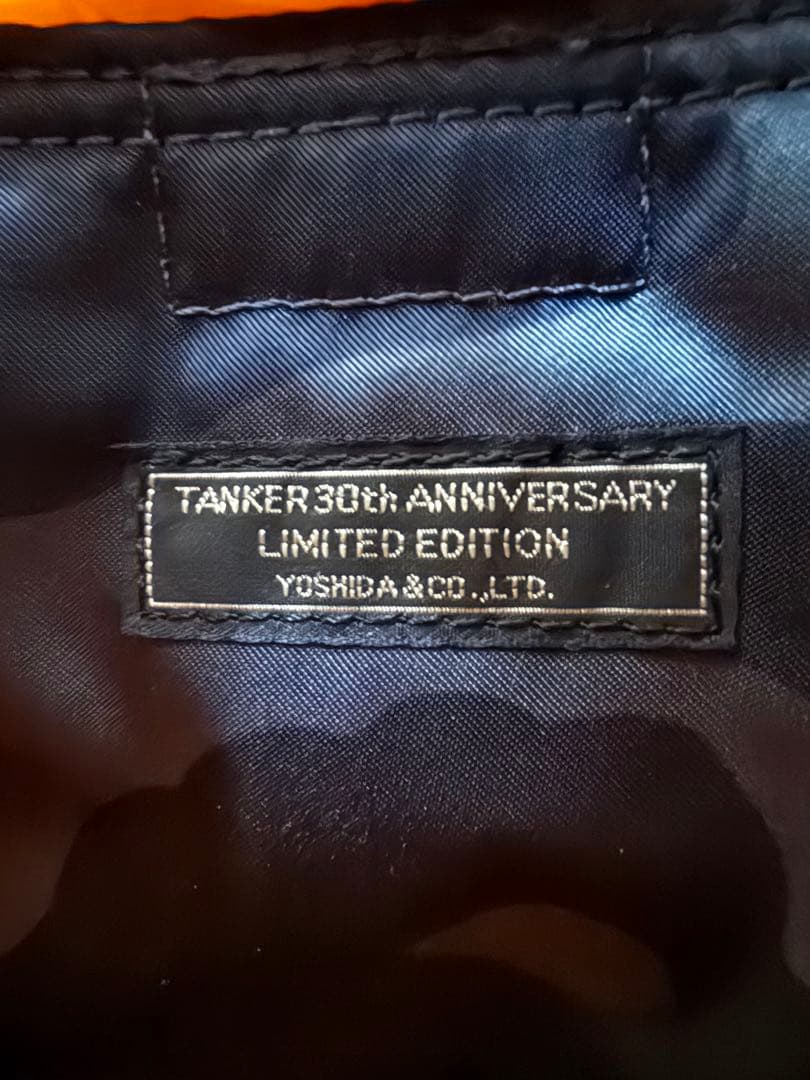 TANKER 30th ANNIVERSARY
LIMITED EDITION
YOSHIDA & CO.,LTD.